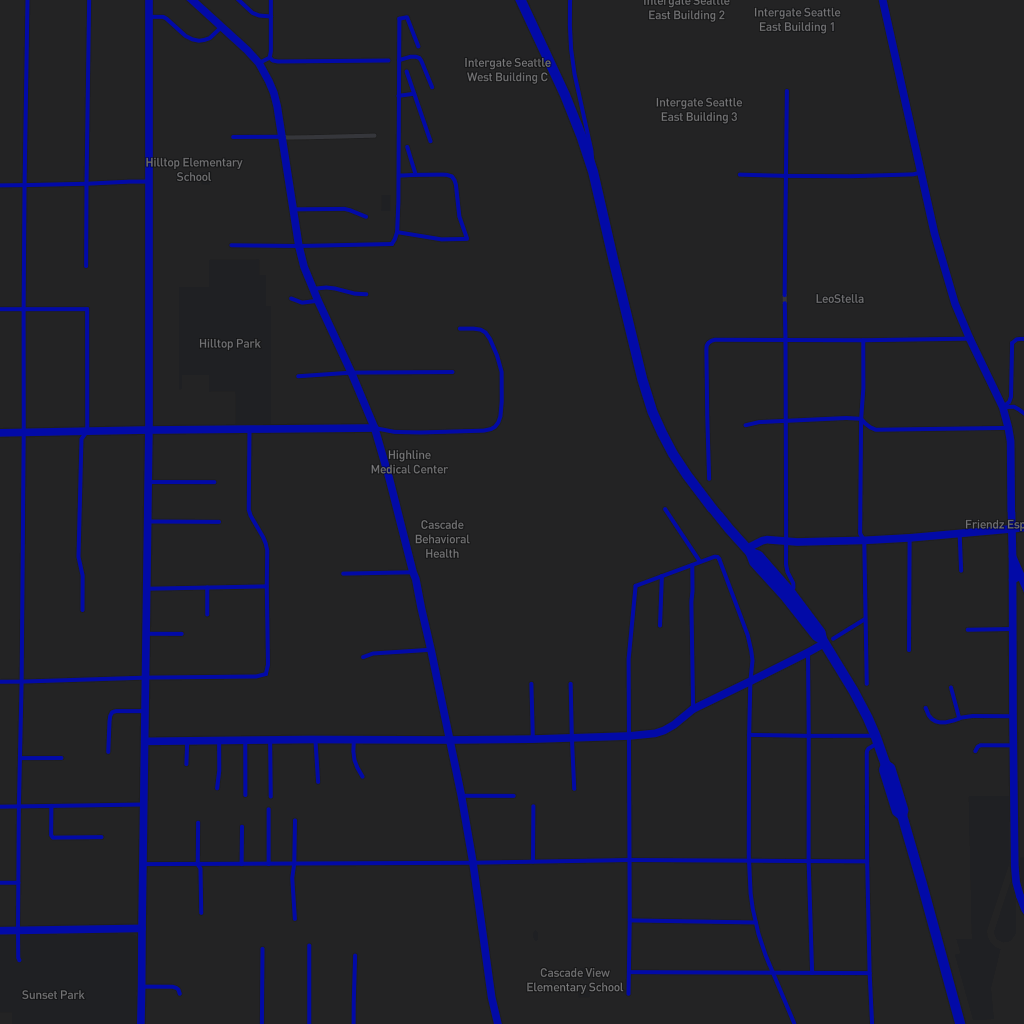 Intergate Seattle
East Building 2
Intergate Seattle
East Building 1
Intergate Seattle
West Building C
Intergate Seattle
East Building 3
Hilltop Elementary
School
LeoStella
Hilltop Park
Highline
Medical Center
Cascade
Behavioral
Health
Friendz Esp
Cascade View
Elementary School
Sunset Park